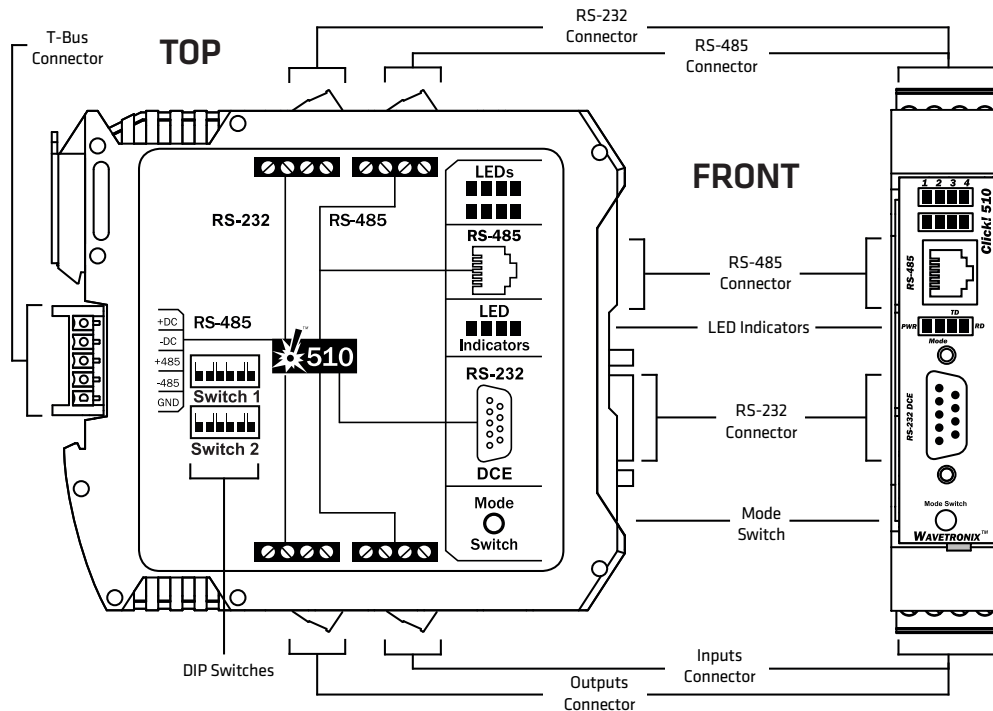 RS-232
Connector
T-Bus
Connector
TOP
RS-485
Connector
FRONT
LEDs
RS-232
RS-485
RS-485
+DC
-DC
+485
-485
GND
RS-485
™
510
Switch 1
Switch 2
LED
Indicators
RS-232
DCE
Mode
Switch
RS-485
Connector
LED Indicators
RS-232
Connector
Mode
Switch
1 2 3 4
Click! 510
RS-485
TD
PWR
RD
Mode
RS-232 DCE
Mode Switch
WAVETRONIX™
DIP Switches
Inputs
Connector
Outputs
Connector